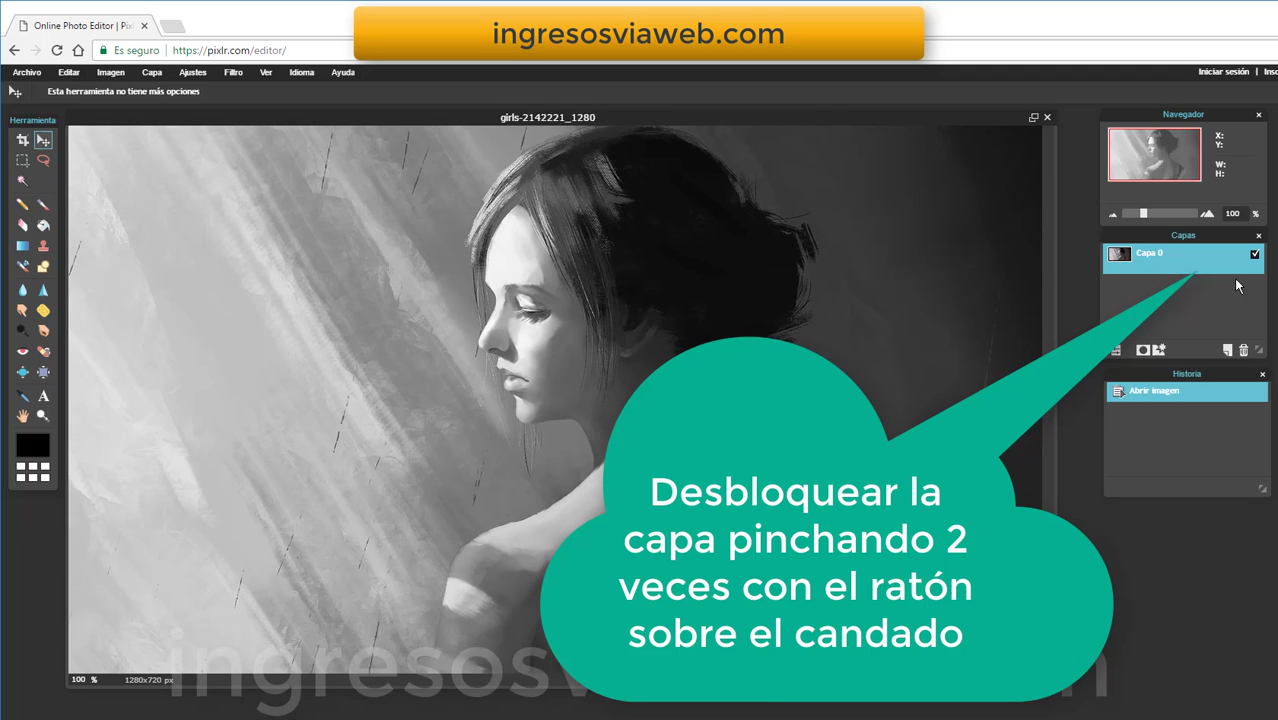 ingresosviaweb.com
Online Photo Editor | Pixl
Es seguro
https://pixlr.com/editor/
Archivo Editar Imagen Capa Ajustes Filtro Ver Idioma Ayuda
Iniciar sesión | Insc
Esta herramienta no tiene más opciones
Herramienta
girls-2142221_1280
Navegador
X:
Y:
W:
H:
100 %
Capas
Capa 0
Historia
Abrir imagen
Desbloquear la
capa pinchando 2
veces con el ratón
sobre el candado
100 % 1280x720 px